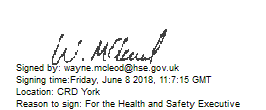 W. McLeod
Signed by: wayne.mcleod@hse.gov.uk
Signing time:Friday, June 8 2018, 11:7:15 GMT
Location: CRD York
Reason to sign: For the Health and Safety Executive